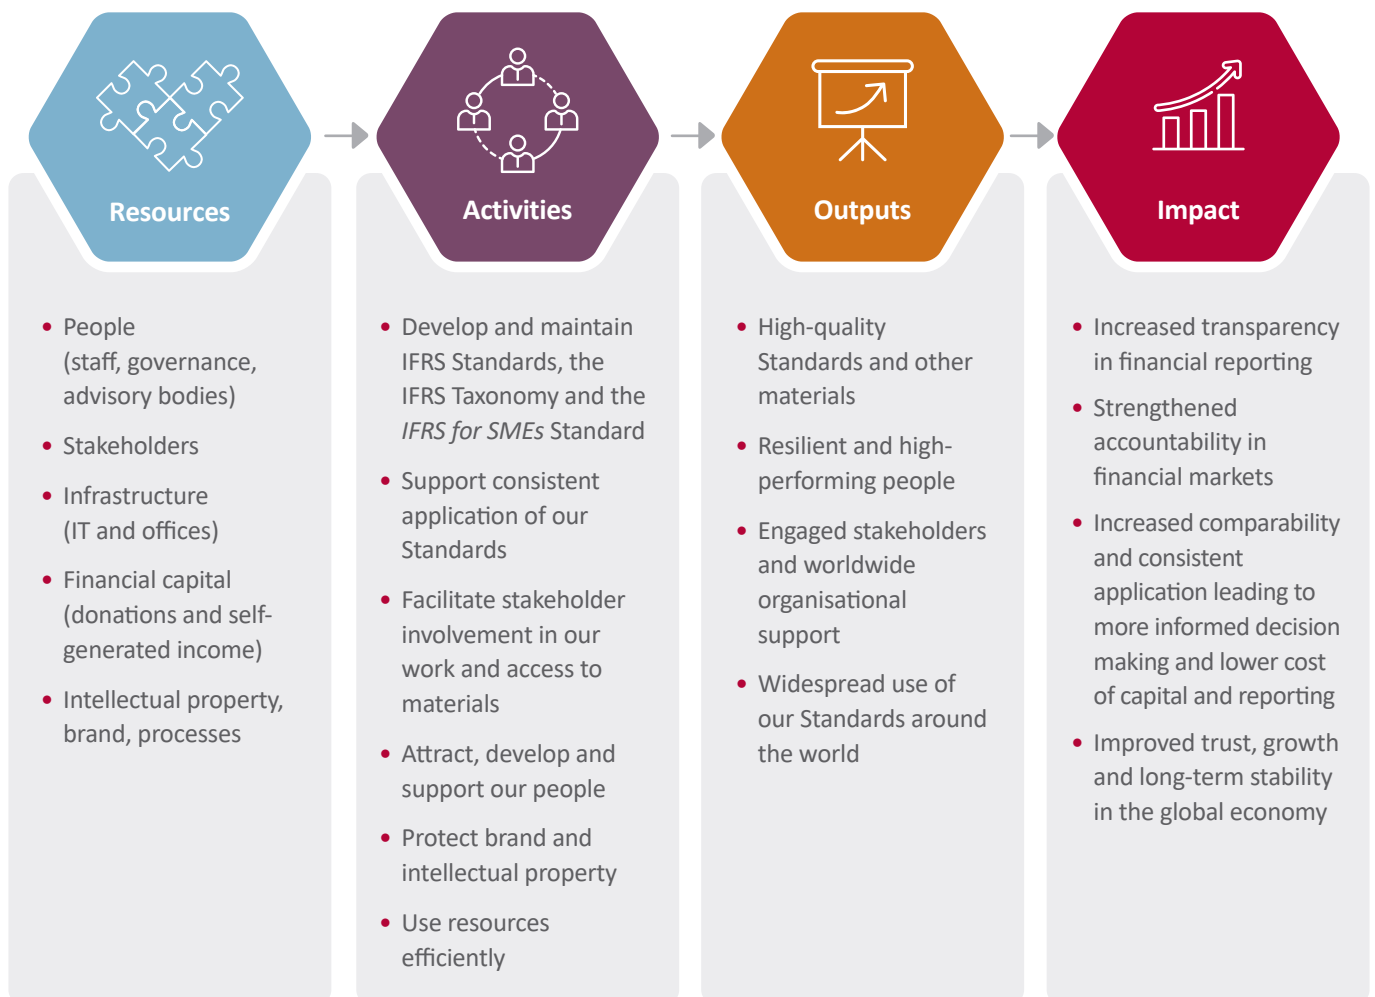 Resources
• People
(staff, governance,
advisory bodies)
• Stakeholders
• Infrastructure
(IT and offices)
• Financial capital
(donations and self-
generated income)
• Intellectual property,
brand, processes
Activities
• Develop and maintain
IFRS Standards, the
IFRS Taxonomy and the
IFRS for SMEs Standard
• Support consistent
application of our
Standards
• Facilitate stakeholder
involvement in our
work and access to
materials
• Attract, develop and
support our people
• Protect brand and
intellectual property
• Use resources
efficiently
Outputs
• High-quality
Standards and other
materials
• Resilient and high-
performing people
• Engaged stakeholders
and worldwide
organisational
support
• Widespread use of
our Standards around
the world
Impact
• Increased transparency
in financial reporting
• Strengthened
accountability in
financial markets
• Increased comparability
and consistent
application leading to
more informed decision
making and lower cost
of capital and reporting
• Improved trust, growth
and long-term stability
in the global economy